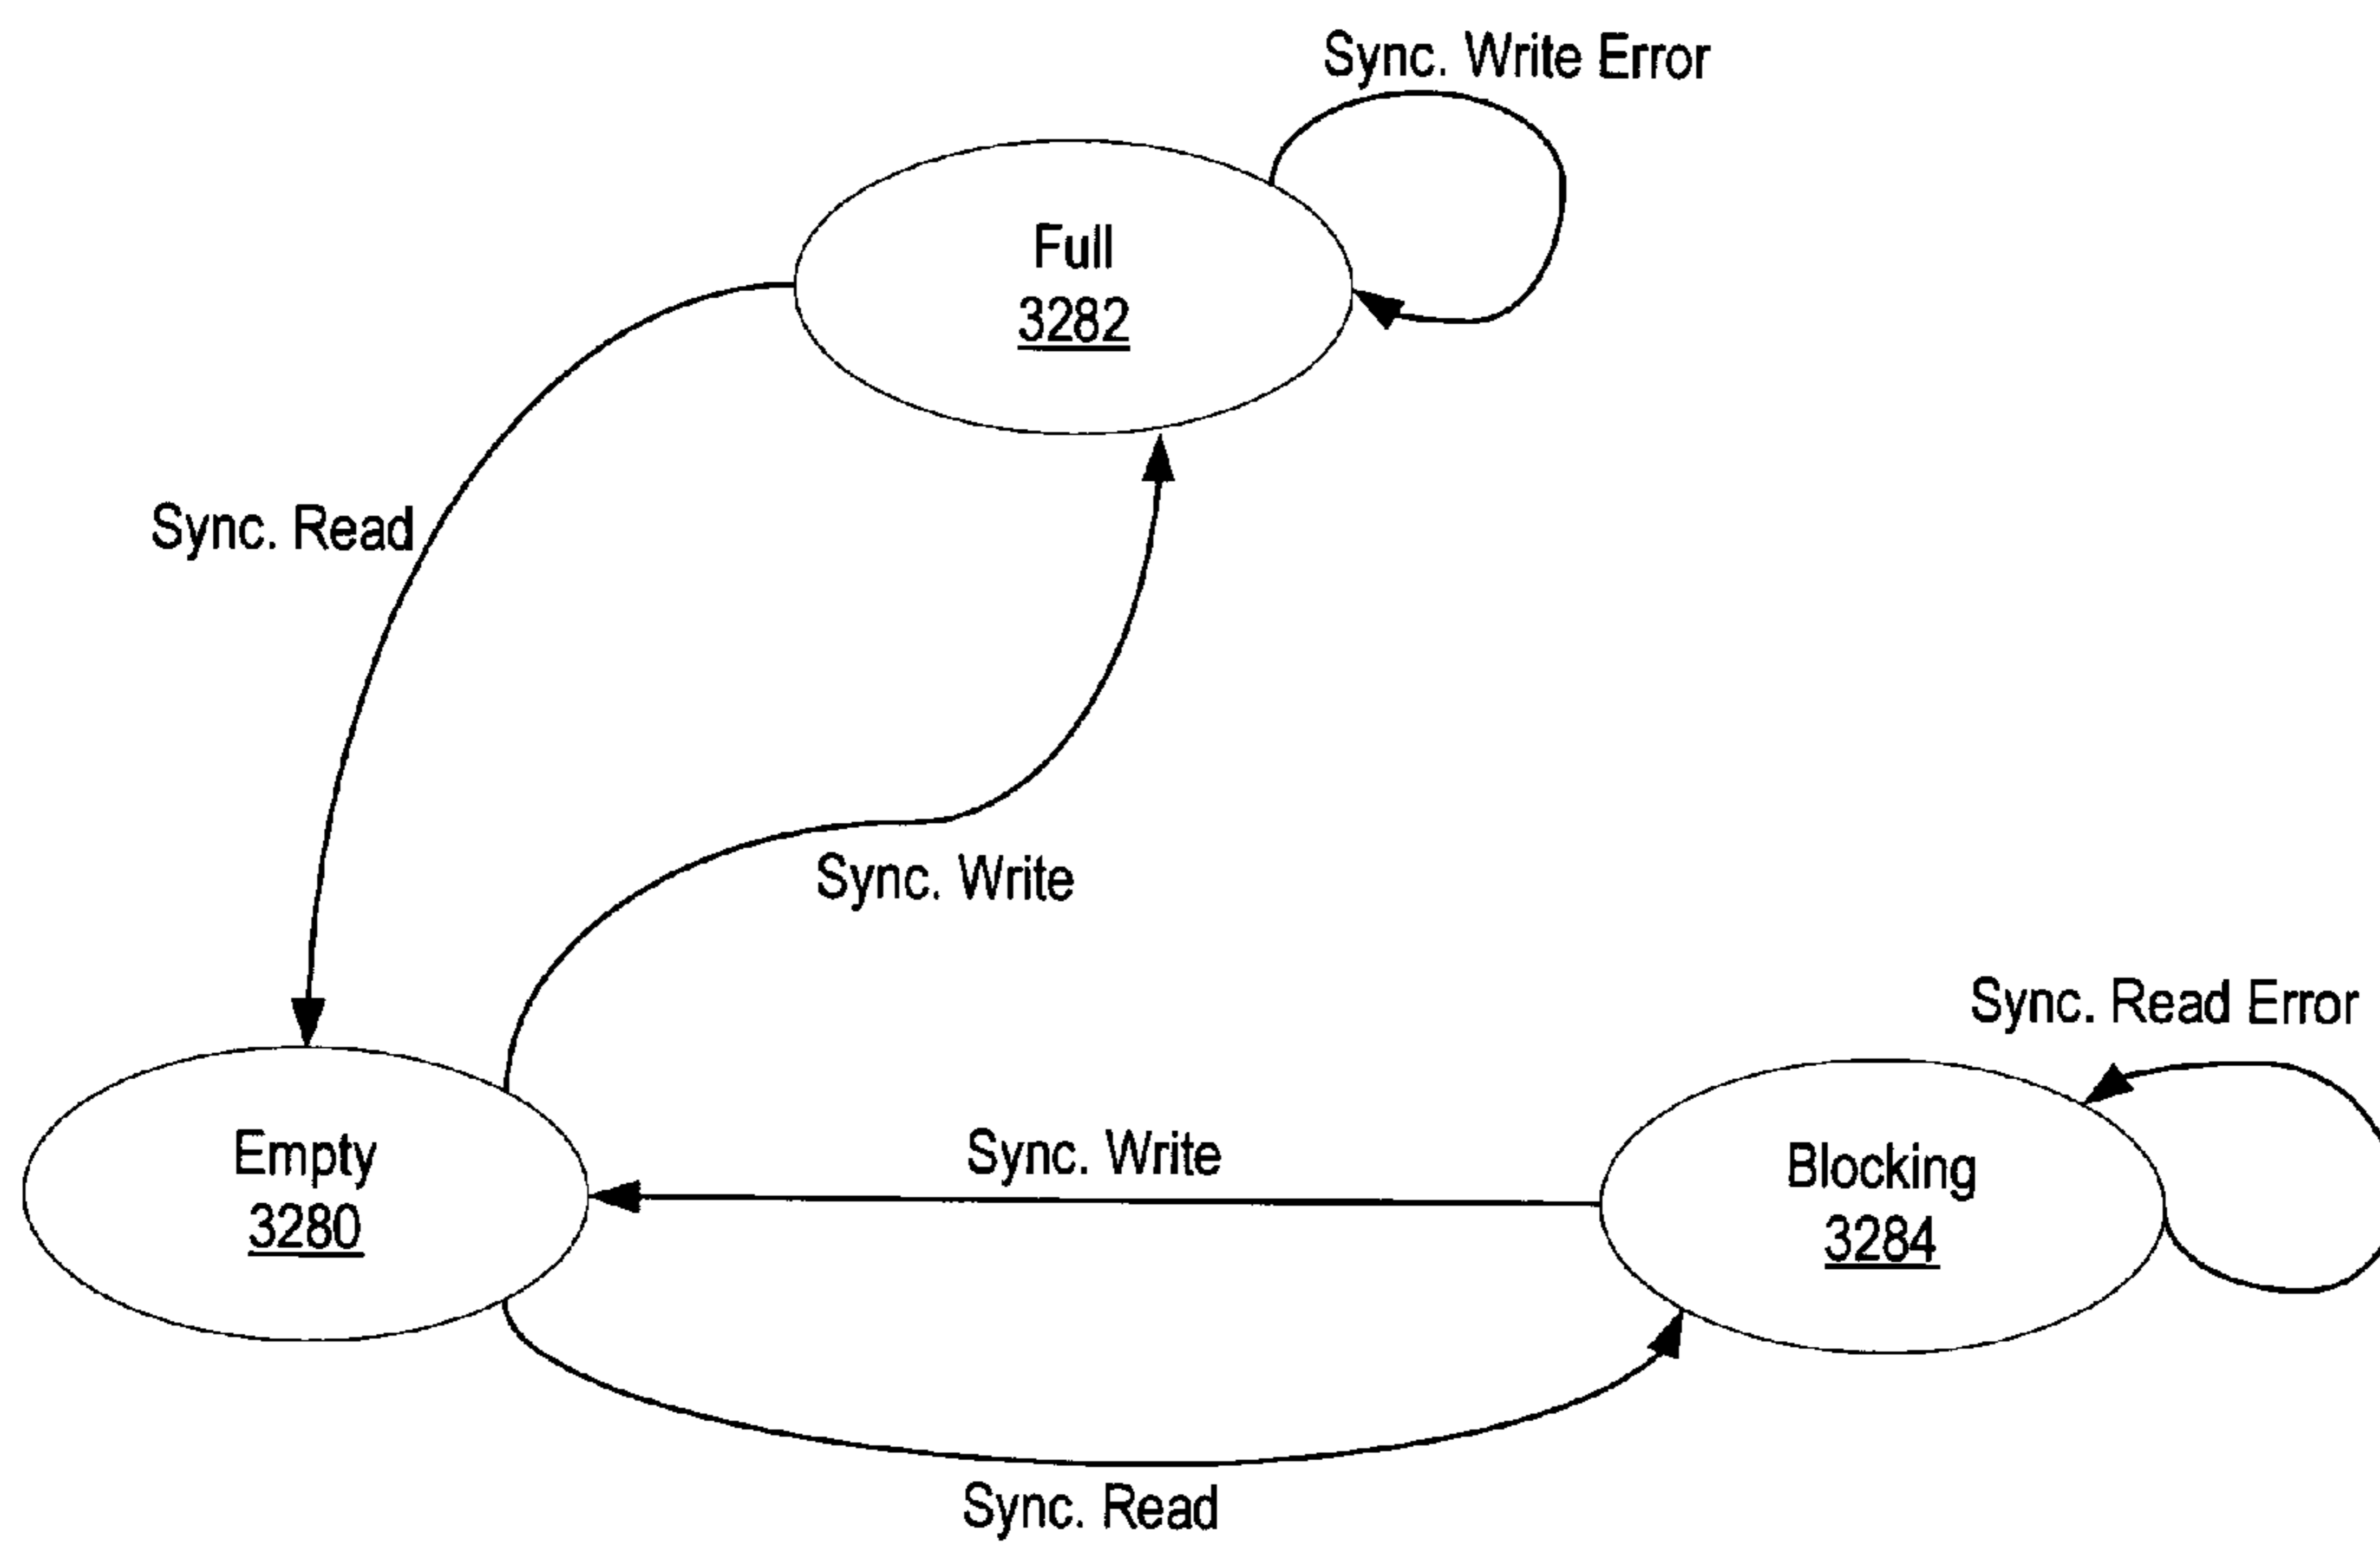 Sync. Write Error
Full
3282
Sync. Read
Sync. Write
Sync. Read Error
Sync. Write
Empty
3280
Blocking
3284
Sync. Read